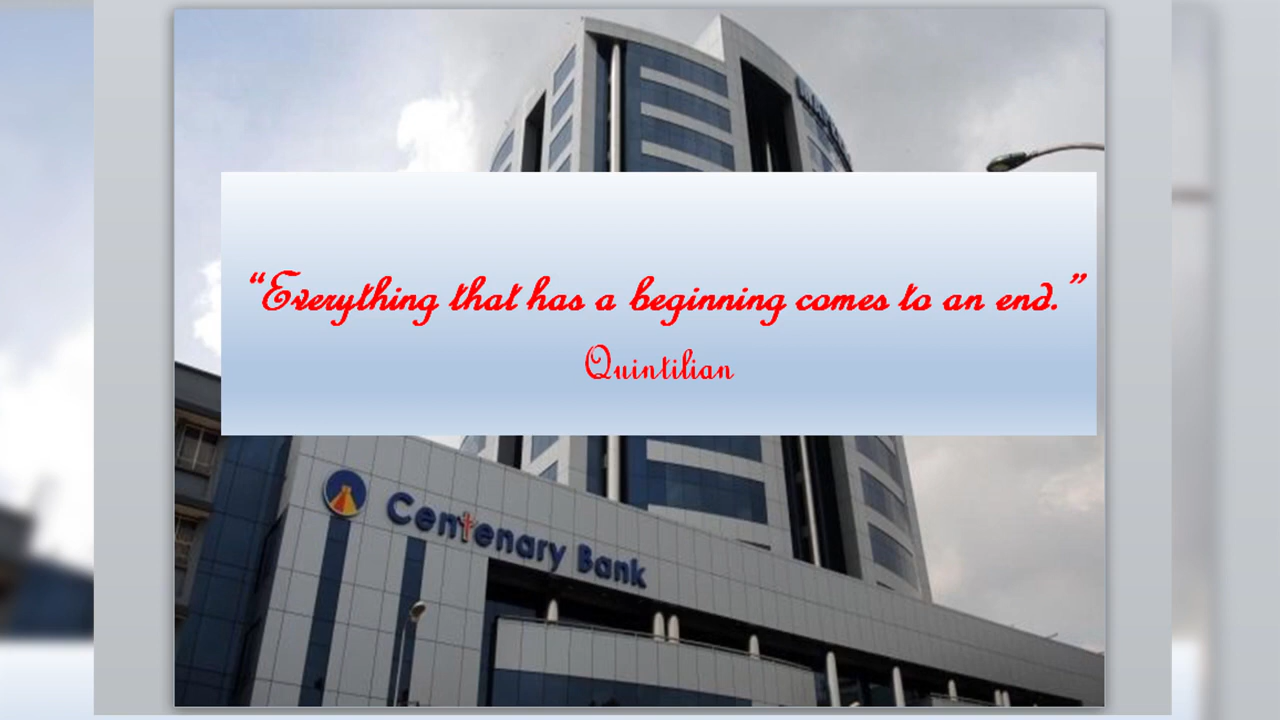 “Everything that has a beginning comes to an end.”
Quintilian
Centenary Bank